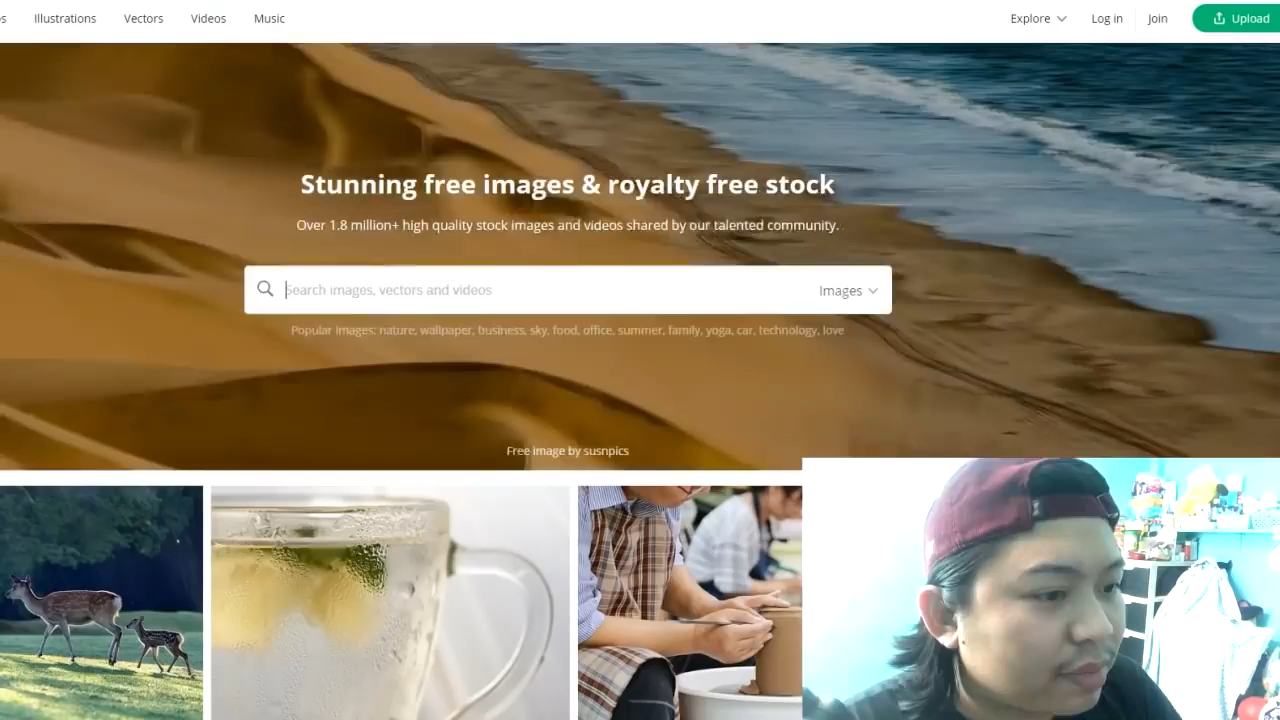 Illustrations Vectors Videos Music Explore Log in Join Upload
Stunning free images & royalty free stock
Over 1.8 million+ high quality stock images and videos shared by our talented community.
Search images, vectors and videos Images
Popular Images: nature, wallpaper, business, sky, food, office, summer, family, yoga, car, technology, love
Free image by susnpics